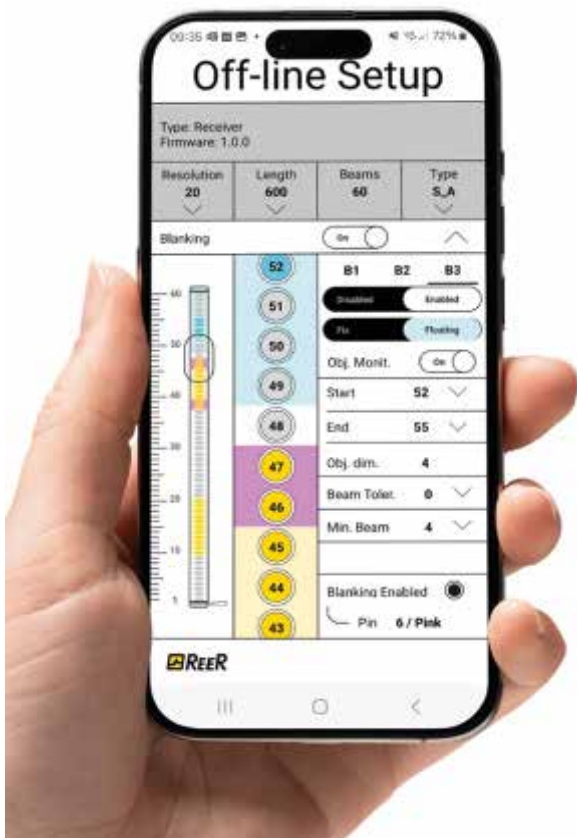 09:35
72%
Off-line Setup
Type: Receiver
Firmware: 1.0.0
Resolution Length Beams Type
20 600 60 S_A
Blanking On
B1 B2 B3
Disabled Enabled
Fix Floating
Obj. Monit. On
Start 52
End 55
Obj. dim. 4
Beam Toler. 0
Min. Beam 4
Blanking Enabled
Pin 6 / Pink
60
50
40
30
20
10
1
52
51
50
49
48
47
46
45
44
43
REER